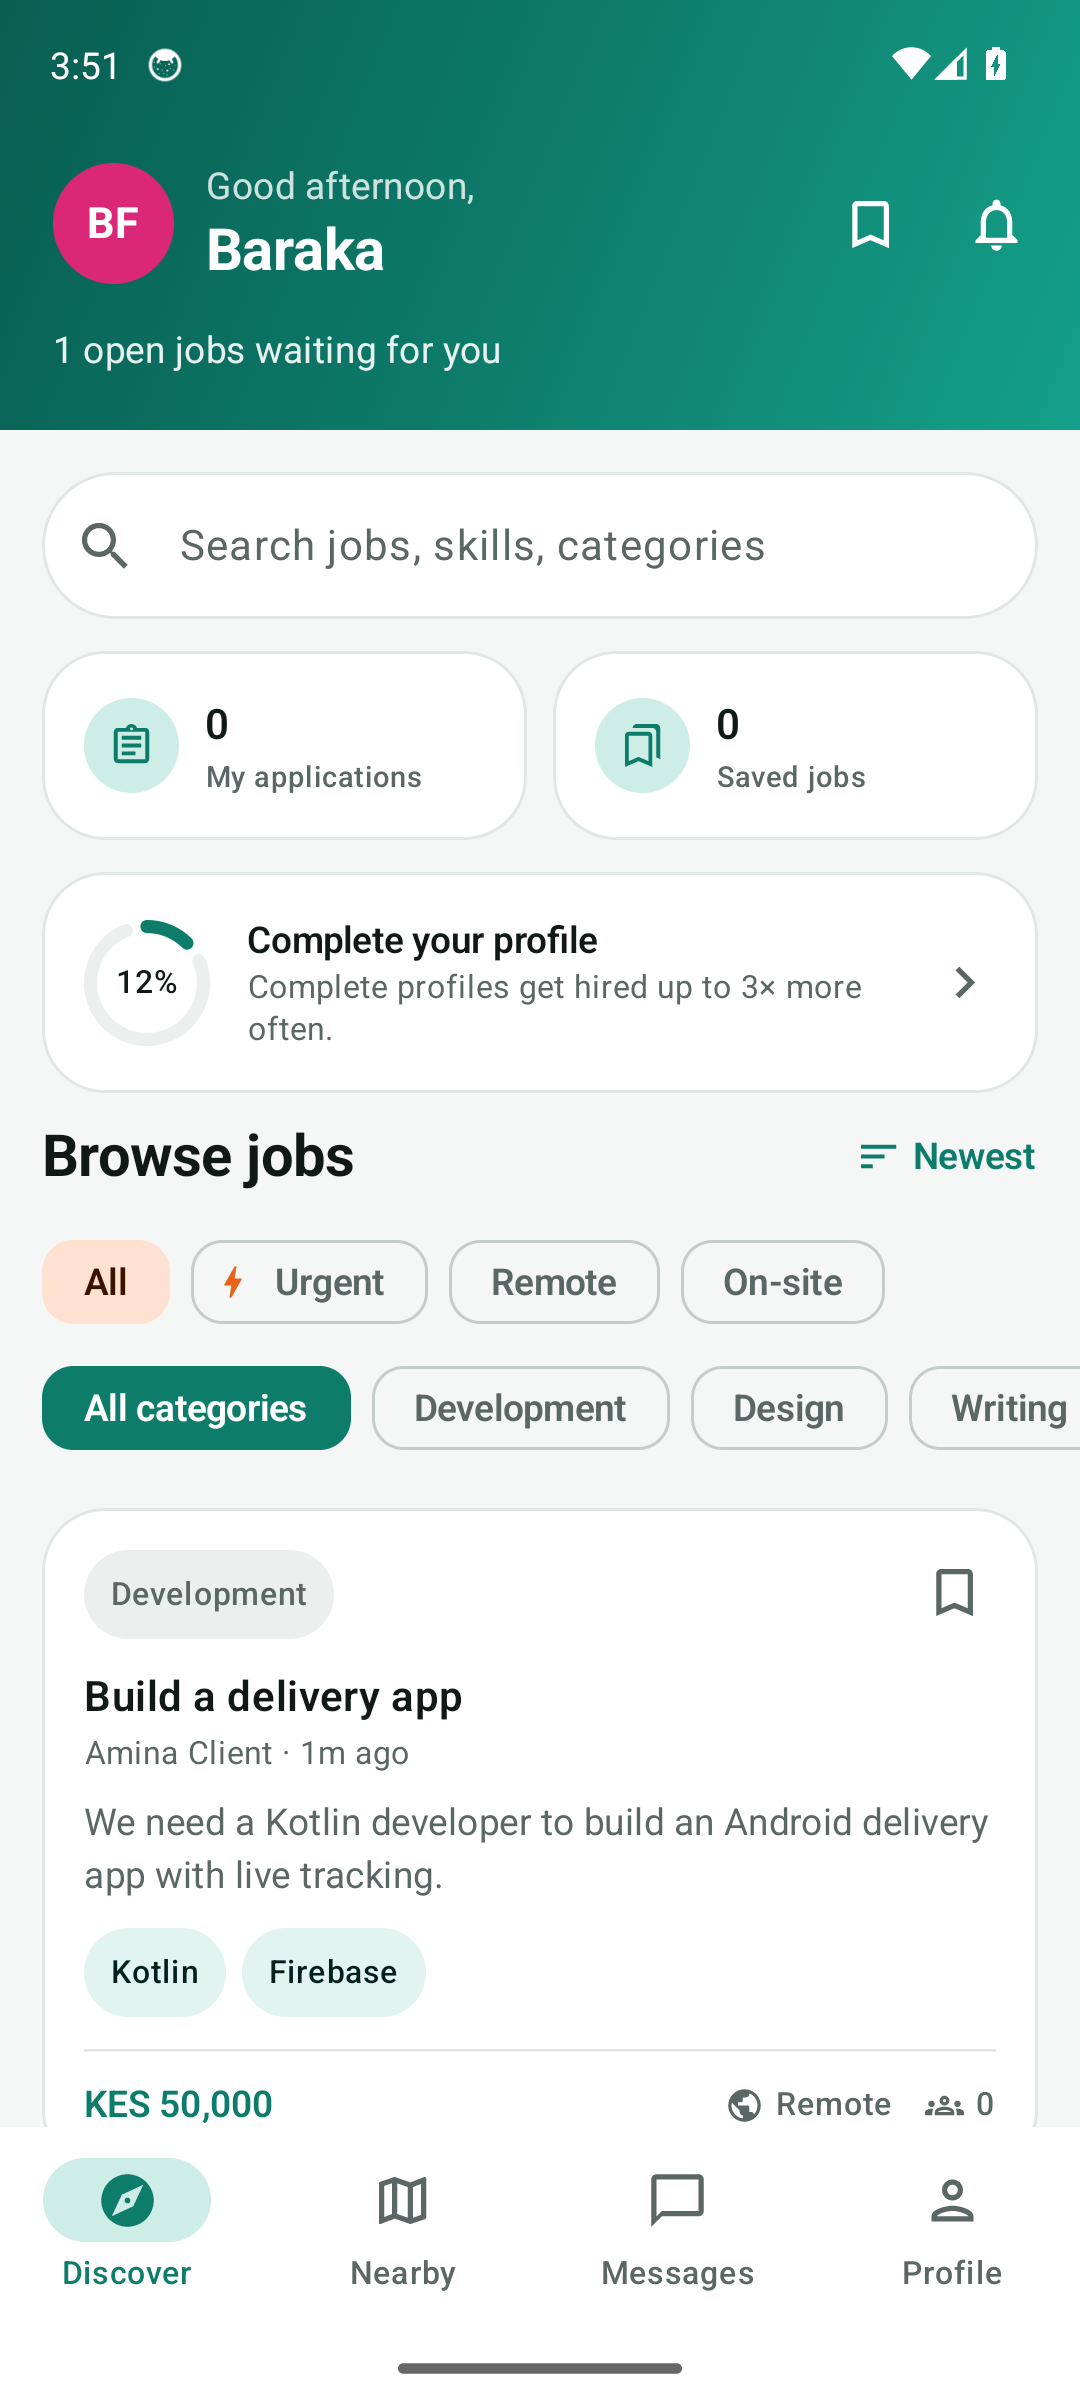 3:51
BF
Good afternoon,
Baraka
1 open jobs waiting for you
Search jobs, skills, categories
0
My applications
0
Saved jobs
12%
Complete your profile
Complete profiles get hired up to 3× more
often.
Browse jobs
Newest
All
Urgent
Remote
On-site
All categories
Development
Design
Writing
Development
Build a delivery app
Amina Client · 1m ago
We need a Kotlin developer to build an Android delivery
app with live tracking.
Kotlin
Firebase
KES 50,000
Remote
0
Discover
Nearby
Messages
Profile